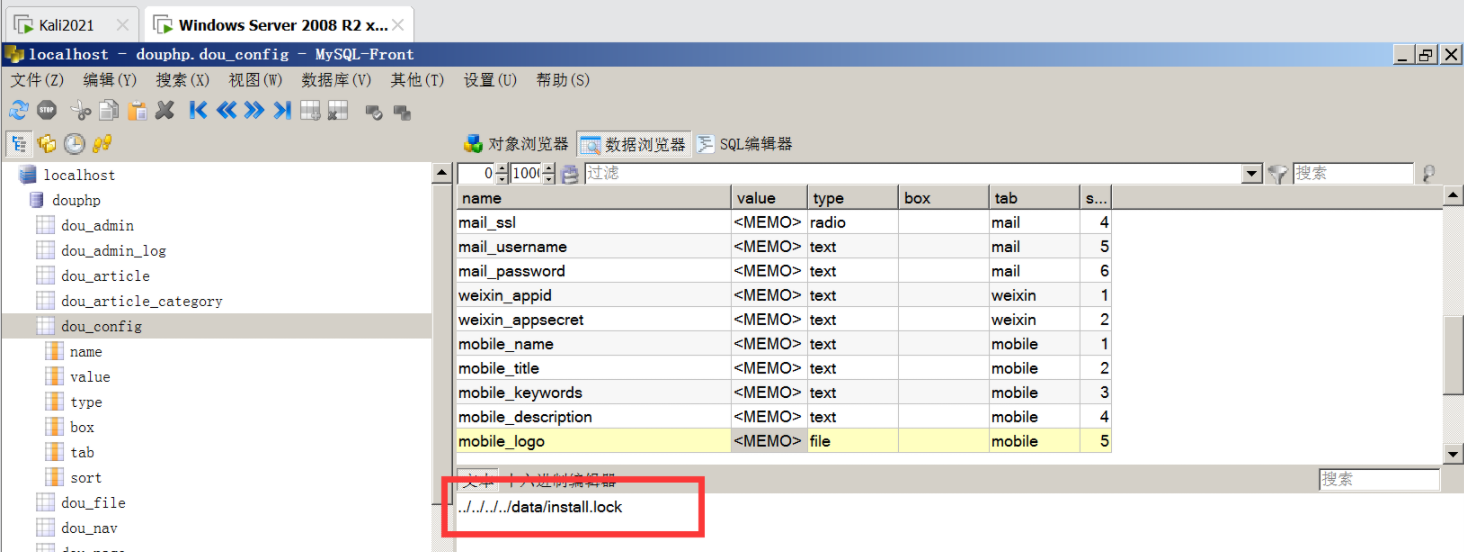 Kali2021
Windows Server 2008 R2 x...
localhost - douphp.dou_config - MySQL-Front
文件(Z) 编辑(Y) 搜索(X) 视图(W) 数据库(V) 其他(T) 设置(U) 帮助(S)
STOP
对象浏览器 数据浏览器 SQL编辑器
localhost
douphp
dou_admin
dou_admin_log
dou_article
dou_article_category
dou_config
name
value
type
box
tab
sort
dou_file
dou_nav
0 过滤 搜索
name value type box tab s...
mail_ssl <MEMO> radio mail 4
mail_username <MEMO> text mail 5
mail_password <MEMO> text mail 6
weixin_appid <MEMO> text weixin 1
weixin_appsecret <MEMO> text weixin 2
mobile_name <MEMO> text mobile 1
mobile_title <MEMO> text mobile 2
mobile_keywords <MEMO> text mobile 3
mobile_description <MEMO> text mobile 4
mobile_logo <MEMO> file mobile 5
文本 十六进制编辑器 搜索
../../../../data/install.lock